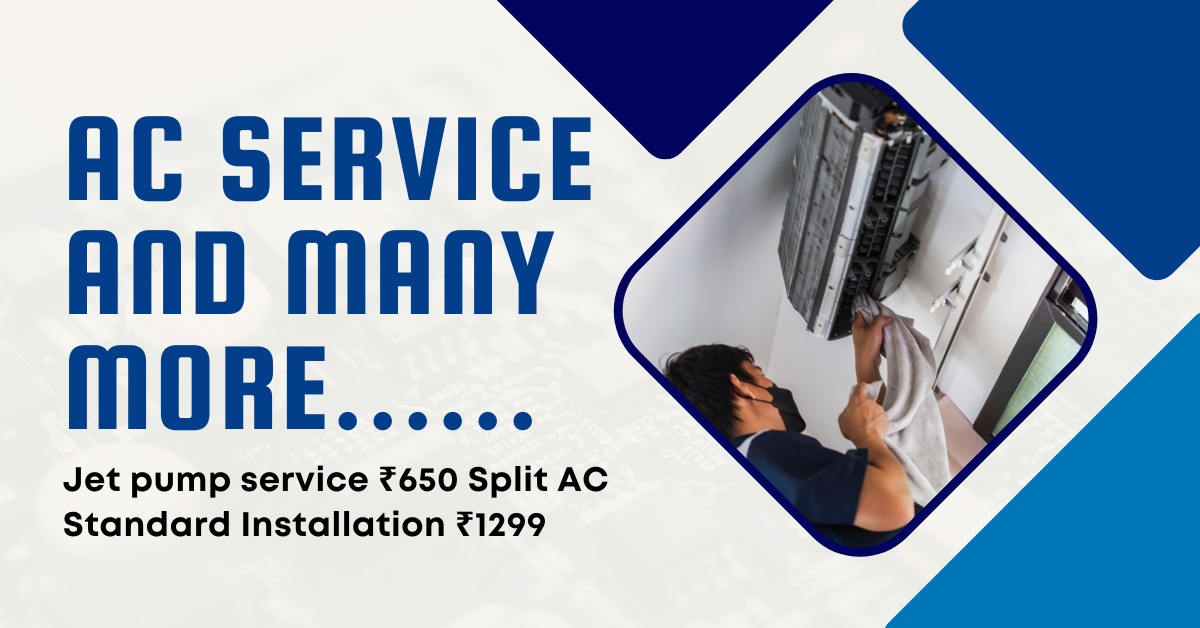 AC SERVICE
AND MANY
MORE......
Jet pump service ₹650 Split AC
Standard Installation ₹1299